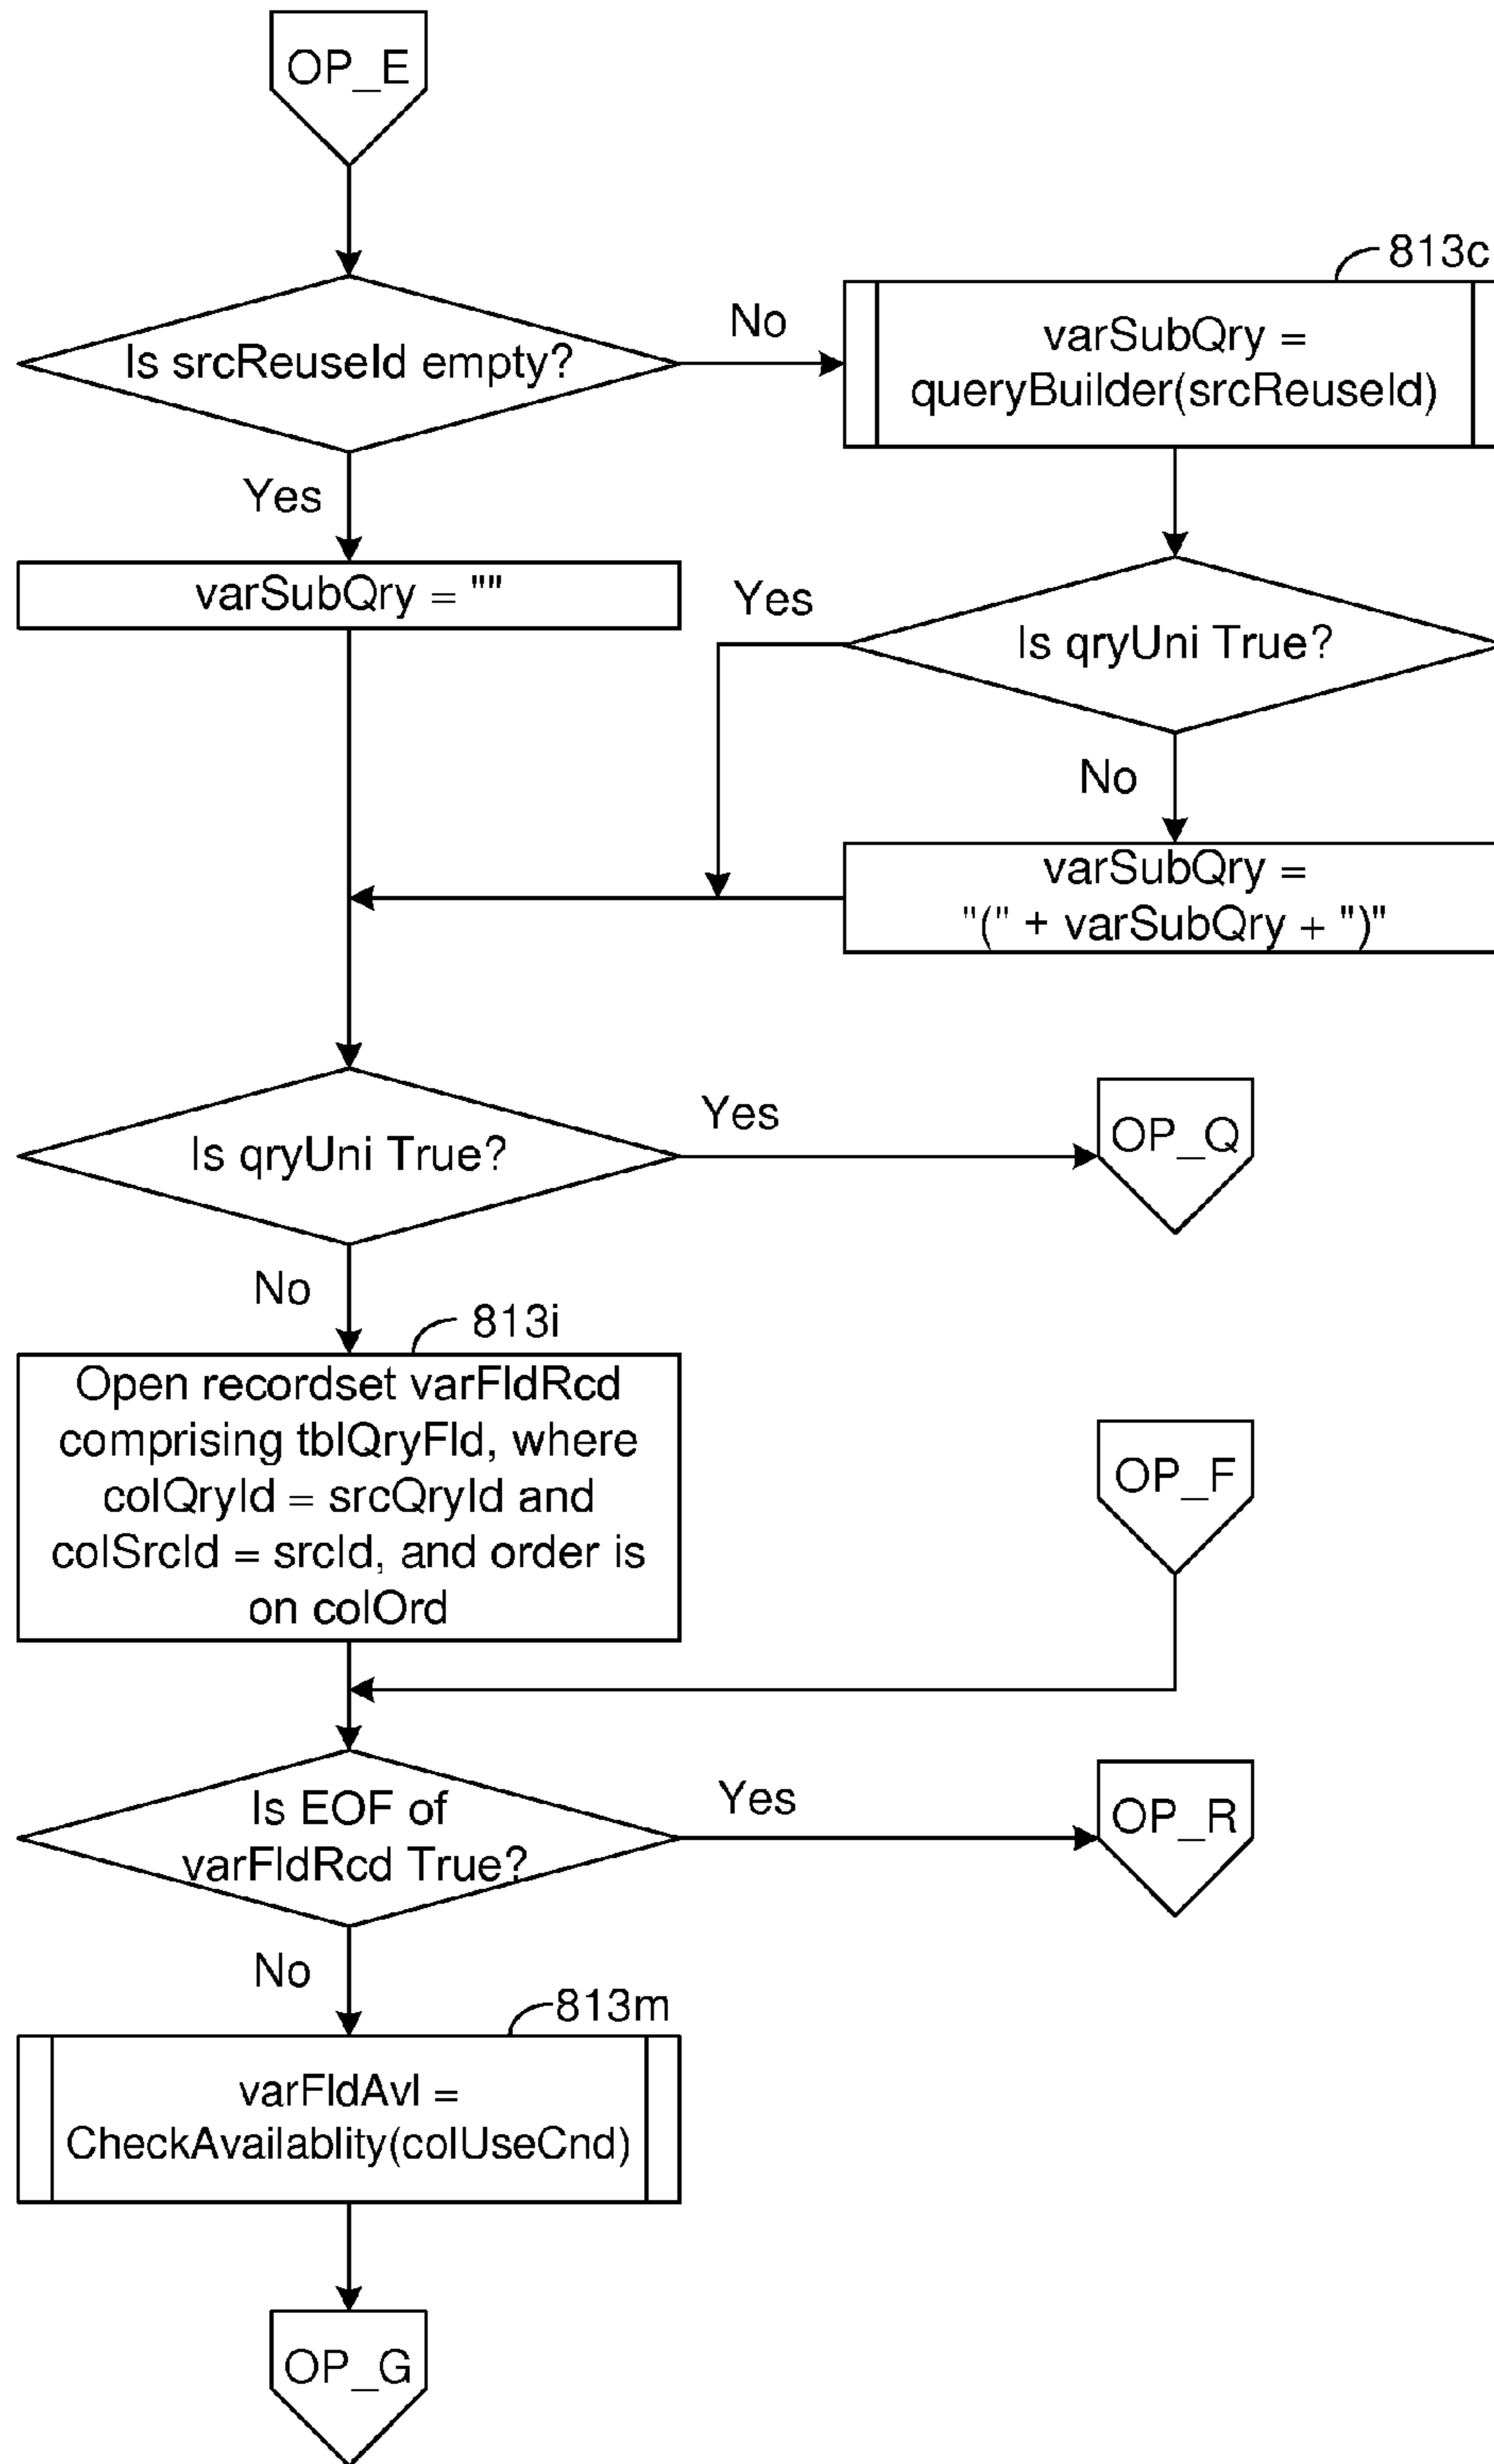 OP_E
813c
Is srcReuseId empty?
No
varSubQry =
queryBuilder(srcReuseId)
Yes
varSubQry = ""
Yes
Is qryUni True?
No
varSubQry =
"(" + varSubQry + ")"
Is qryUni True?
Yes
OP_Q
No
813i
Open recordset varFldRcd
comprising tblQryFld, where
colQryId = srcQryId and
colSrcId = srcId, and order is
on colOrd
OP_F
Is EOF of
varFldRcd True?
Yes
OP_R
No
813m
varFldAvl =
CheckAvailablity(colUseCnd)
OP_G